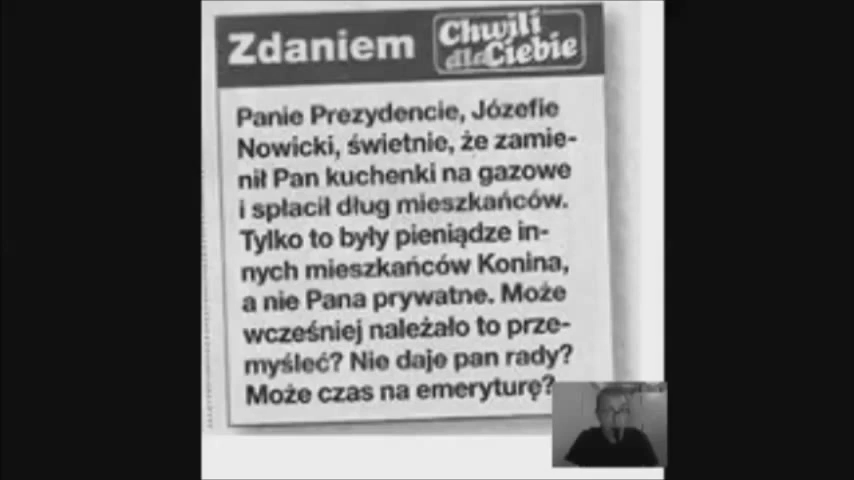 Zdaniem Chwili dla Ciebie
Panie Prezydencie, Józefie
Nowicki, świetnie, że zamie-
nił Pan kuchenki na gazowe
i spłacił dług mieszkańców.
Tylko to były pieniądze in-
nych mieszkańców Konina,
a nie Pana prywatne. Może
wcześniej należało to prze-
myśleć? Nie daje pan rady?
Może czas na emeryturę?